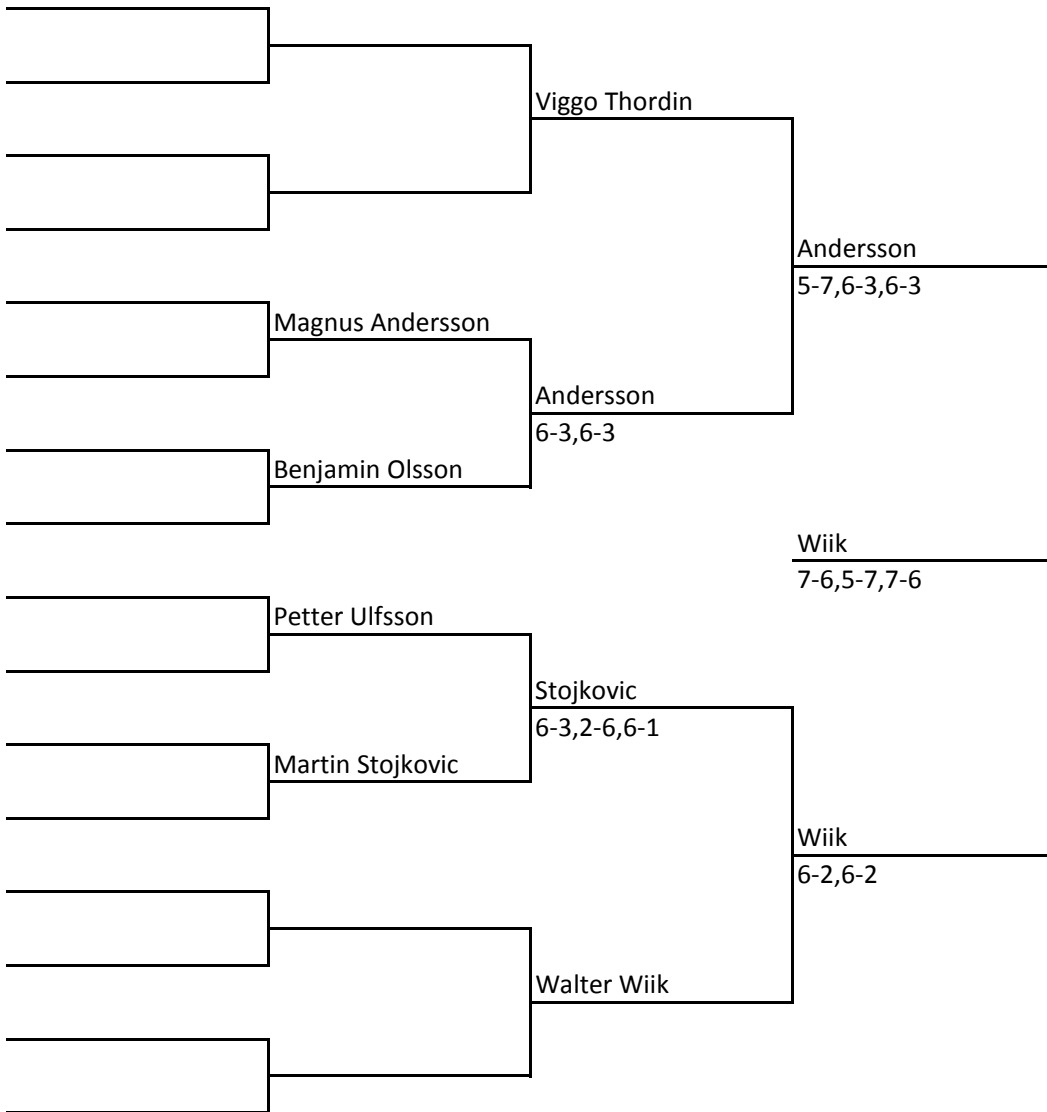 Viggo Thordin
Andersson
5-7,6-3,6-3
Magnus Andersson
Andersson
6-3,6-3
Benjamin Olsson
Wiik
7-6,5-7,7-6
Petter Ulfsson
Stojkovic
6-3,2-6,6-1
Martin Stojkovic
Wiik
6-2,6-2
Walter Wiik